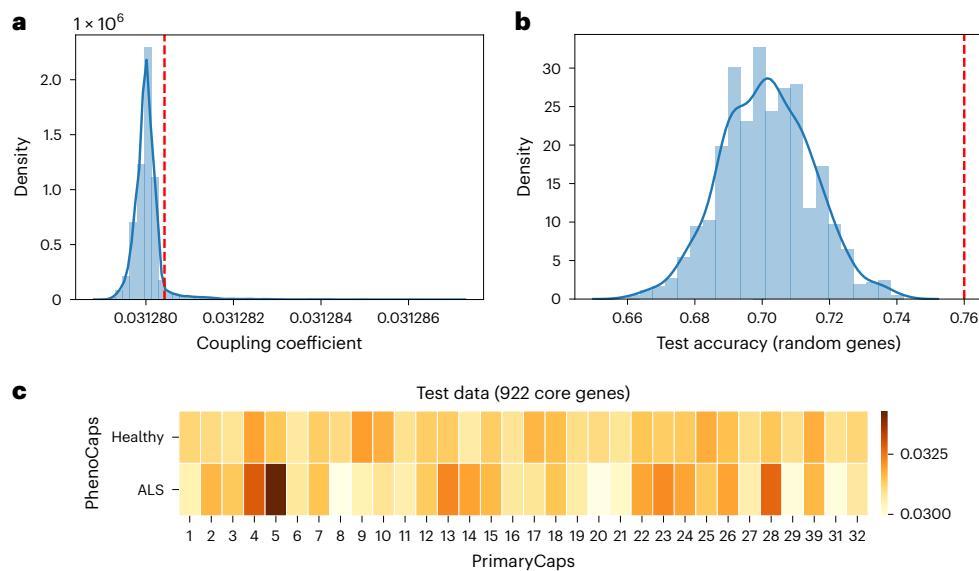 a
1 × 10⁶
2.0
1.5
1.0
0.5
0
Density
0.031280 0.031282 0.031284 0.031286
Coupling coefficient
b
30
25
20
15
10
5
0
Density
0.66 0.68 0.70 0.72 0.74 0.76
Test accuracy (random genes)
c
Test data (922 core genes)
PhenoCaps
Healthy
ALS
0.0325
0.0300
1 2 3 4 5 6 7 8 9 10 11 12 13 14 15 16 17 18 19 20 21 22 23 24 25 26 27 28 29 39 31 32
PrimaryCaps